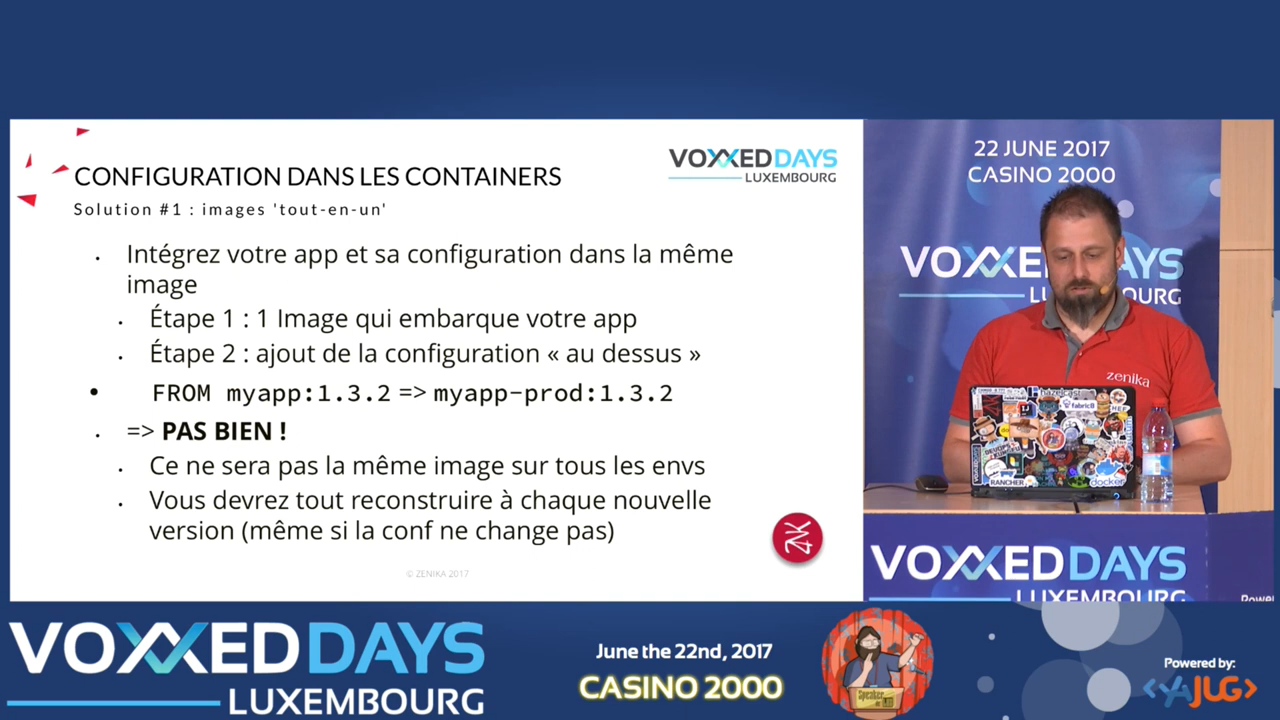 CONFIGURATION DANS LES CONTAINERS
Solution #1 : images 'tout-en-un'
VOXXED DAYS
LUXEMBOURG
Intégrez votre app et sa configuration dans la même
image
Étape 1 : 1 Image qui embarque votre app
Étape 2 : ajout de la configuration « au dessus »
FROM myapp:1.3.2 => myapp-prod:1.3.2
=> PAS BIEN !
Ce ne sera pas la même image sur tous les envs
Vous devrez tout reconstruire à chaque nouvelle
version (même si la conf ne change pas)
© ZENIKA 2017
22 JUNE 2017
CASINO 2000
zenika
hazelcast
fabric8
RANCHER
docker
VOXXED DAYS
LUXEMBOURG
VOXXED DAYS
LUXEMBOURG
June the 22nd, 2017
CASINO 2000
Powered by:
YAJUG